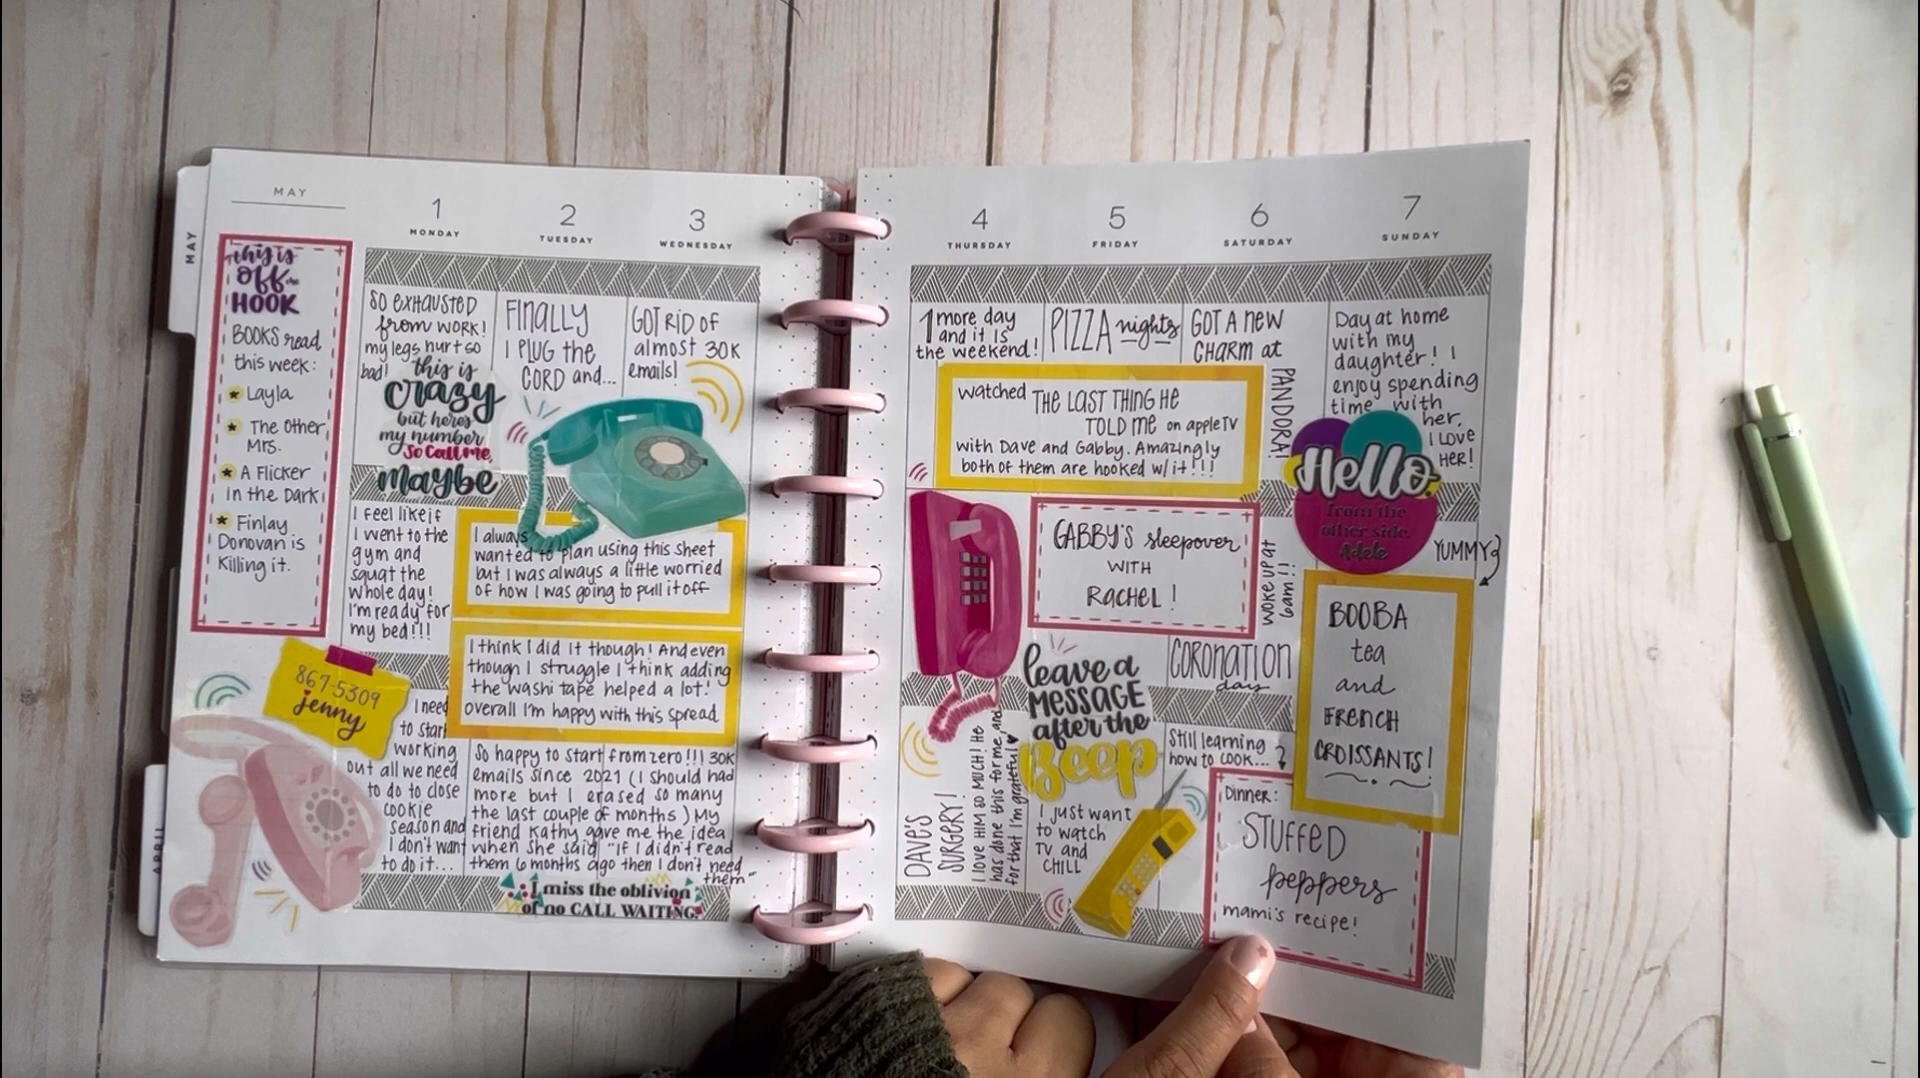 MAY
MAY
APRIL
this is
off the
HOOK
BOOKS read
this week:
Layla
The Other
Mrs.
A Flicker
in the Dark
Finlay
Donovan is
Killing it.
867-5309
Jenny
1
MONDAY
SO EXHAUSTED
from WORK!
my legs hurt so
bad!
this is
crazy
but here's
my number
so call me,
maybe
I feel like if
I went to the
gym and
squat the
whole day!
I'm ready for
my bed!!!
I need
to start
working
out all we need
to do to close
cookie
season and
I don't want
to do it...
2
TUESDAY
FINALLY
I PLUG the
CORD and...
3
WEDNESDAY
GOT RID OF
almost 30K
emails!
I always
wanted to plan using this sheet
but I was always a little worried
of how I was going to pull it off
I think I did it though! And even
though I struggle I think adding
the washi tape helped a lot!
overall I'm happy with this spread
So happy to start from zero!!! 30K
emails since 2021 (I should had
more but I erased so many
the last couple of months) My
friend Kathy gave me the idea
when she said "If I didn't read
them 6 months ago then I don't need
them"
I miss the oblivion
of no CALL WAITING.
4
THURSDAY
1 more day
and it is
the weekend!
5
FRIDAY
PIZZA nights
6
SATURDAY
GOT A new
CHARM at
PANDORA!
7
SUNDAY
Day at home
with my
daughter! I
enjoy spending
time with
her.
I LOVE
HER!
watched THE LAST THING HE
TOLD ME on apple TV
with Dave and Gabby. Amazingly
both of them are hooked w/ it!!!
GABBY'S sleepover
WITH
RACHEL!
WOKE UP at
6am!!
Hello
from the
other side.
Adele
YUMMY
BOOBA
tea
and
FRENCH
CROISSANTS!
leave a
MESSAGE
after the
Beep
CORONATION
day
DAVE'S
SURGERY!
I love HIM SO MUCH! He
has done this for me and
for that I'm grateful
I just want
to watch
TV and
CHILL
Still learning
how to cook...
Dinner:
STUFFED
peppers
mami's recipe!